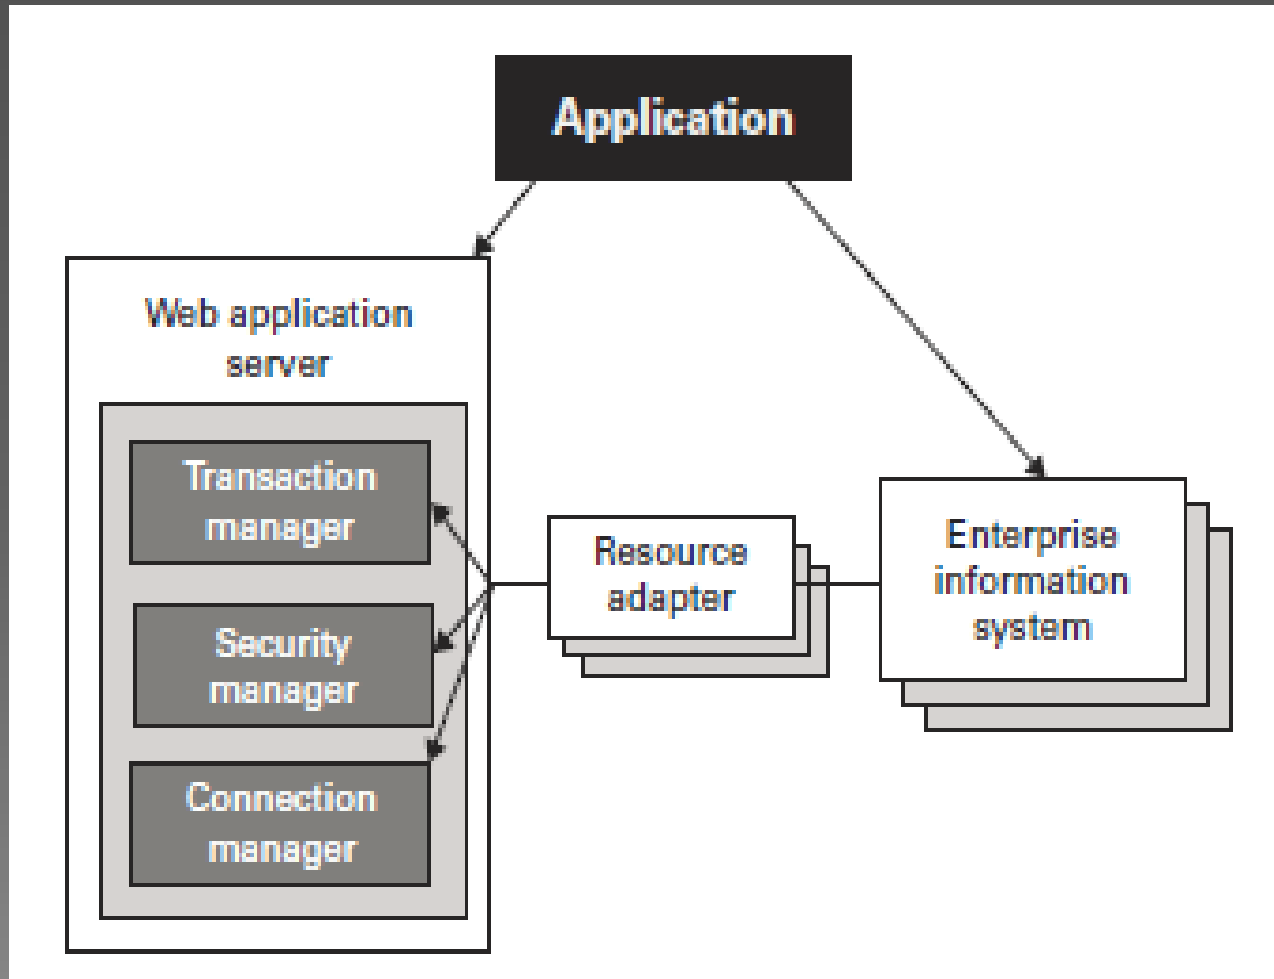 Application
Web application
server
Transaction
manager
Security
manager
Connection
manager
Resource
adapter
Enterprise
information
system